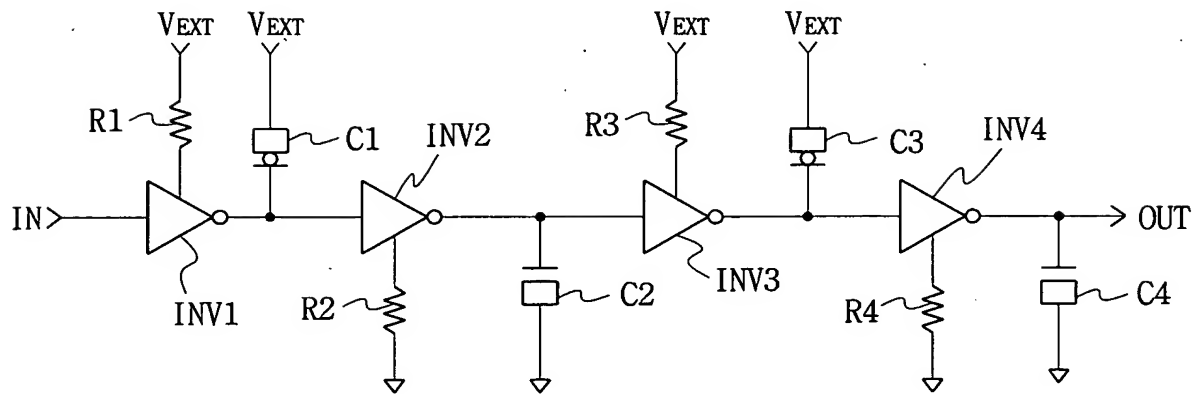 VEXT
VEXT
VEXT
VEXT
R1
C1
INV2
R3
C3
INV4
IN
OUT
INV1
R2
C2
INV3
R4
C4